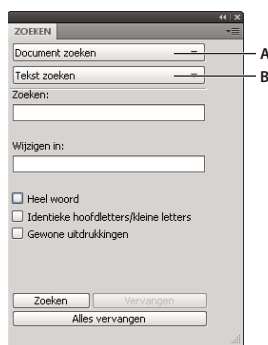 ZOEKEN
Document zoeken A
Tekst zoeken B
Zoeken:
Wijzigen in:
Heel woord
Identieke hoofdletters/kleine letters
Gewone uitdrukkingen
Zoeken Vervangen
Alles vervangen